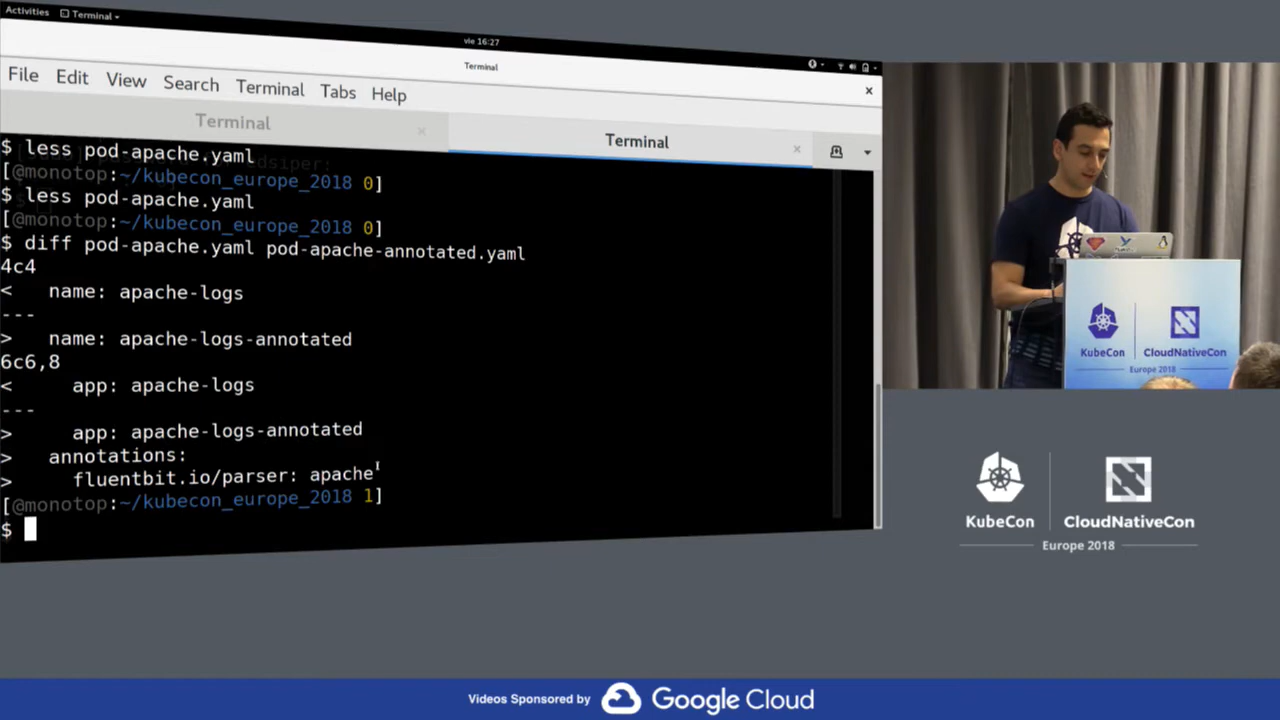 Activities Terminal
vie 16:27
Terminal
File Edit View Search Terminal Tabs Help
Terminal
Terminal
$ less pod-apache.yaml
[@monotop:~/kubecon_europe_2018 0]
$ less pod-apache.yaml
[@monotop:~/kubecon_europe_2018 0]
$ diff pod-apache.yaml pod-apache-annotated.yaml
4c4
< name: apache-logs
---
> name: apache-logs-annotated
6c6,8
< app: apache-logs
---
> app: apache-logs-annotated
> annotations:
> fluentbit.io/parser: apache
[@monotop:~/kubecon_europe_2018 1]
$
KubeCon
CloudNativeCon
Europe 2018
KubeCon
CloudNativeCon
Europe 2018
Videos Sponsored by Google Cloud